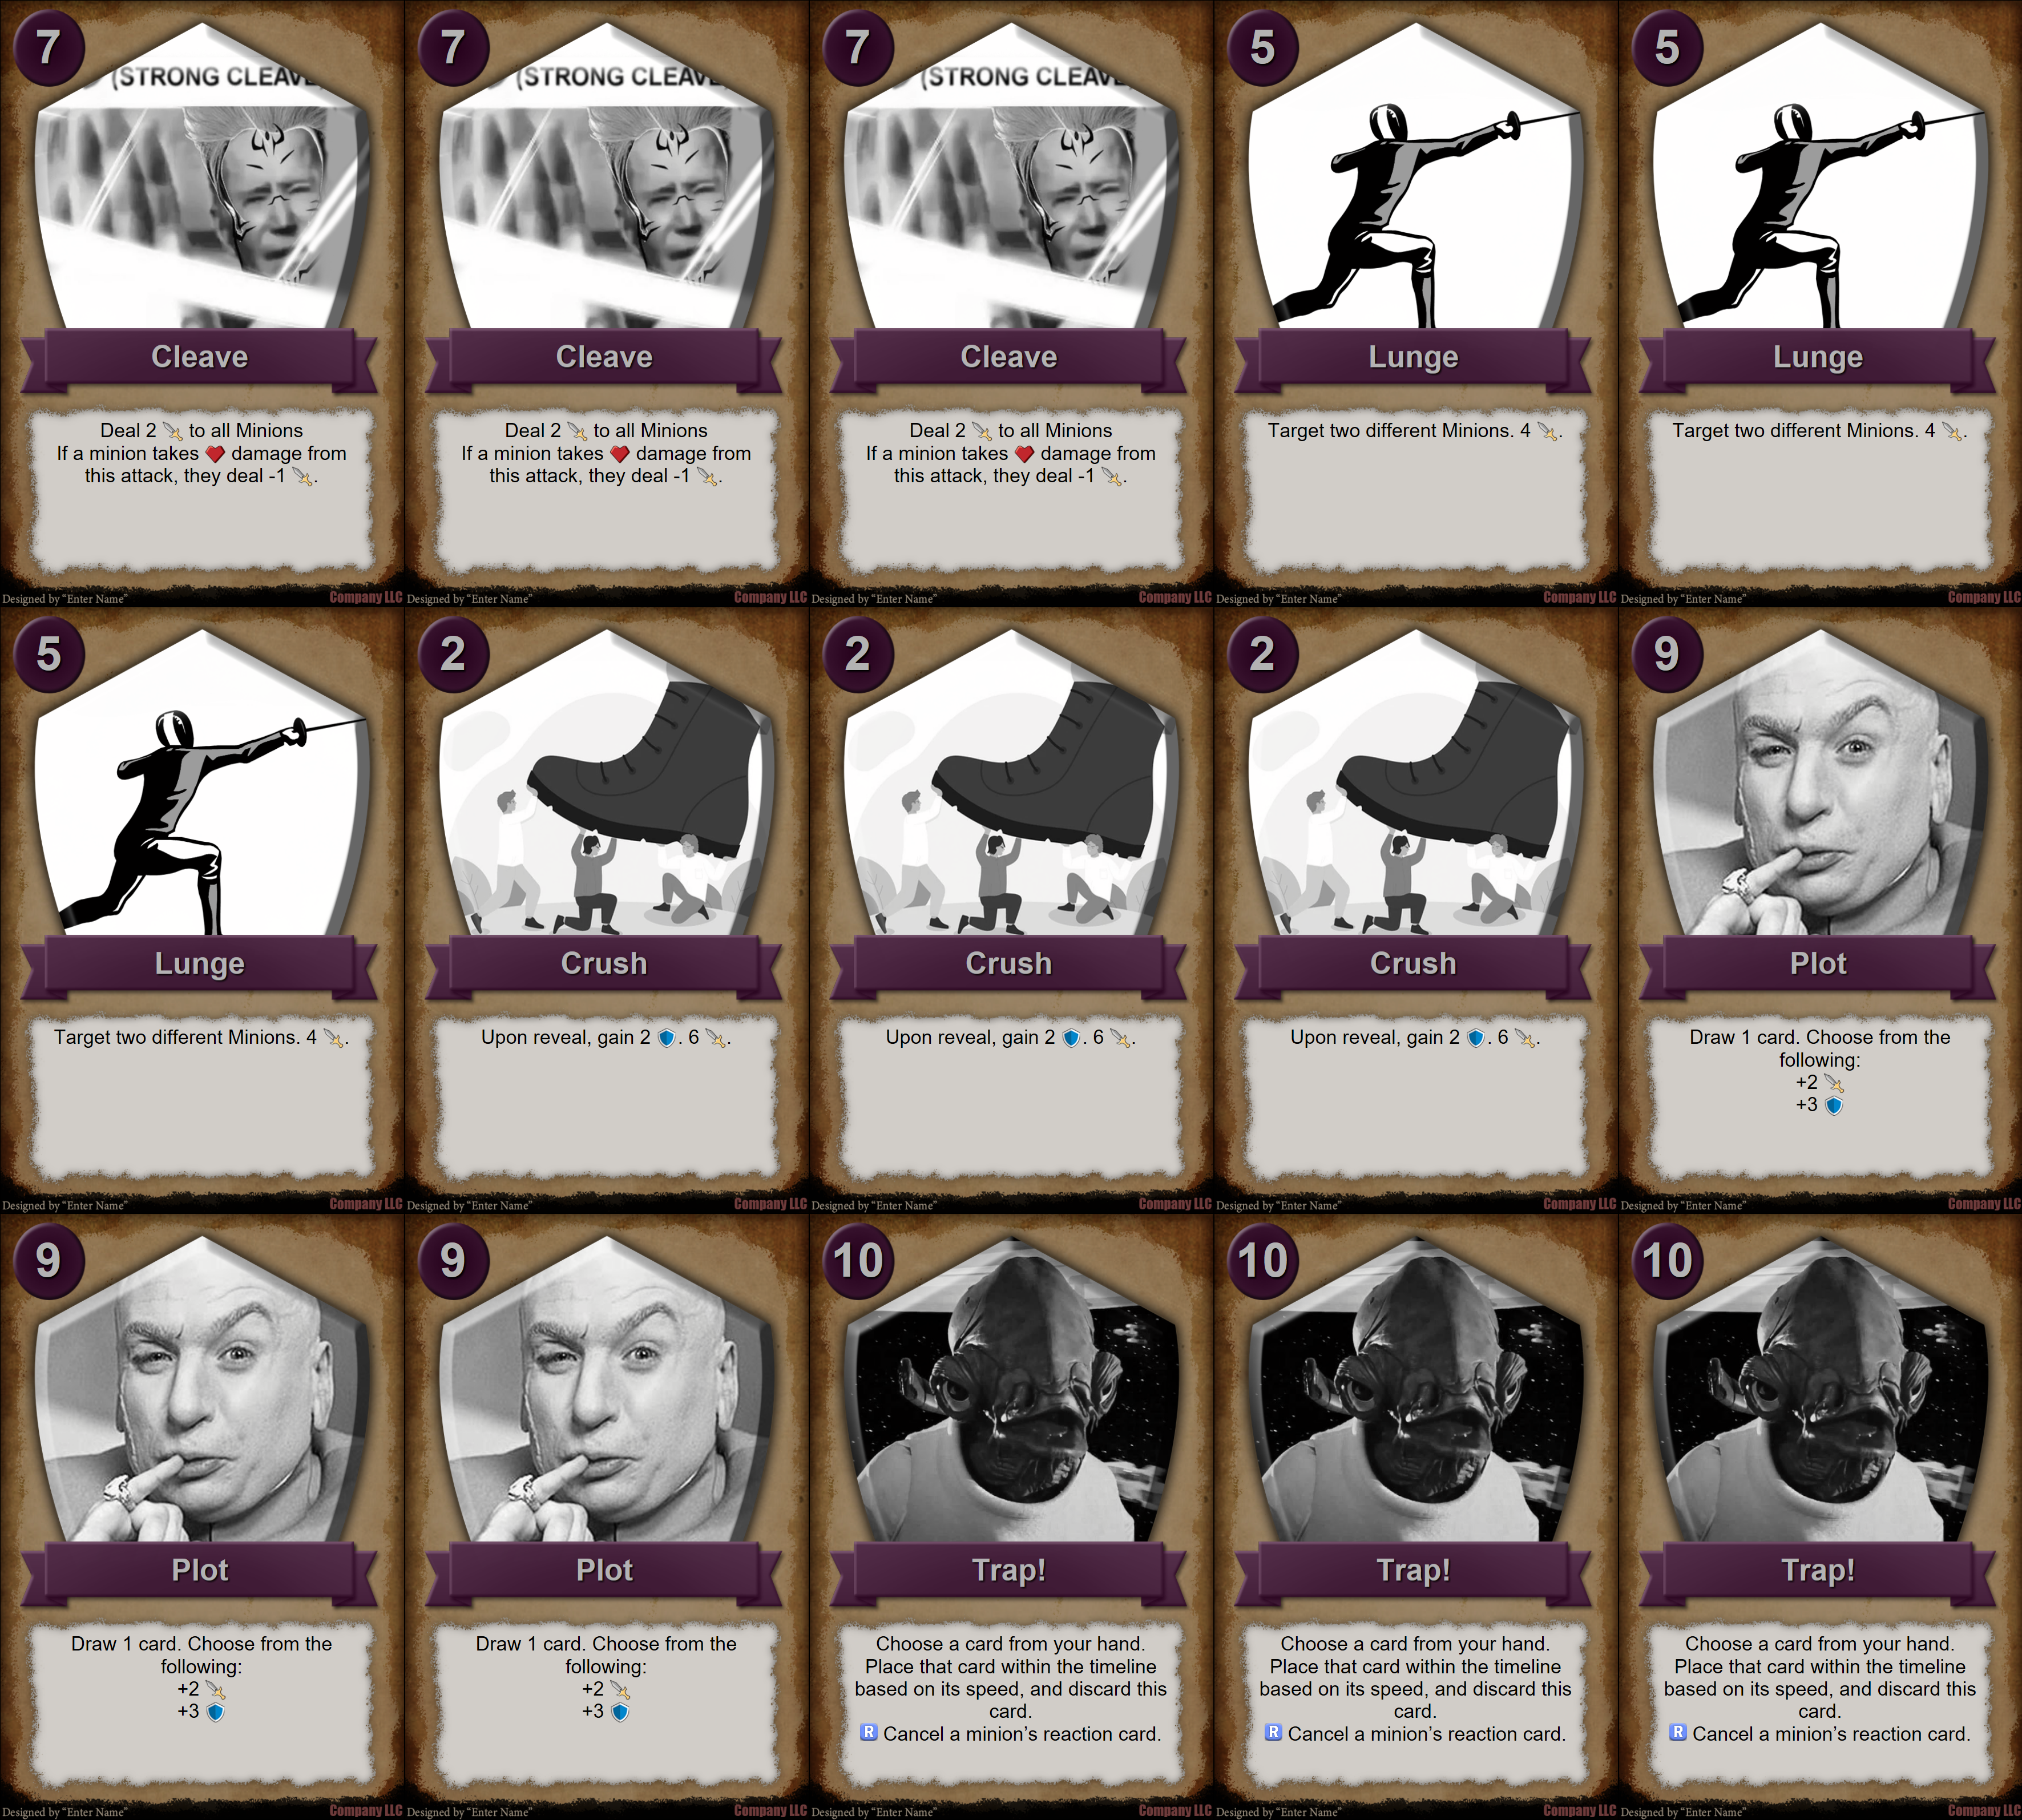 7
(STRONG CLEAVE
Cleave
Deal 2 to all Minions
If a minion takes damage from
this attack, they deal -1 .
Designed by “Enter Name”
Company LLC
7
(STRONG CLEAVE
Cleave
Deal 2 to all Minions
If a minion takes damage from
this attack, they deal -1 .
Designed by “Enter Name”
Company LLC
7
(STRONG CLEAVE
Cleave
Deal 2 to all Minions
If a minion takes damage from
this attack, they deal -1 .
Designed by “Enter Name”
Company LLC
5
Lunge
Target two different Minions. 4 .
Designed by “Enter Name”
Company LLC
5
Lunge
Target two different Minions. 4 .
Designed by “Enter Name”
Company LLC
5
Lunge
Target two different Minions. 4 .
Designed by “Enter Name”
Company LLC
2
Crush
Upon reveal, gain 2 . 6 .
Designed by “Enter Name”
Company LLC
2
Crush
Upon reveal, gain 2 . 6 .
Designed by “Enter Name”
Company LLC
2
Crush
Upon reveal, gain 2 . 6 .
Designed by “Enter Name”
Company LLC
9
Plot
Draw 1 card. Choose from the
following:
+2
+3
Designed by “Enter Name”
Company LLC
9
Plot
Draw 1 card. Choose from the
following:
+2
+3
Designed by “Enter Name”
Company LLC
9
Plot
Draw 1 card. Choose from the
following:
+2
+3
Designed by “Enter Name”
Company LLC
10
Trap!
Choose a card from your hand.
Place that card within the timeline
based on its speed, and discard this
card.
R Cancel a minion’s reaction card.
Designed by “Enter Name”
Company LLC
10
Trap!
Choose a card from your hand.
Place that card within the timeline
based on its speed, and discard this
card.
R Cancel a minion’s reaction card.
Designed by “Enter Name”
Company LLC
10
Trap!
Choose a card from your hand.
Place that card within the timeline
based on its speed, and discard this
card.
R Cancel a minion’s reaction card.
Designed by “Enter Name”
Company LLC